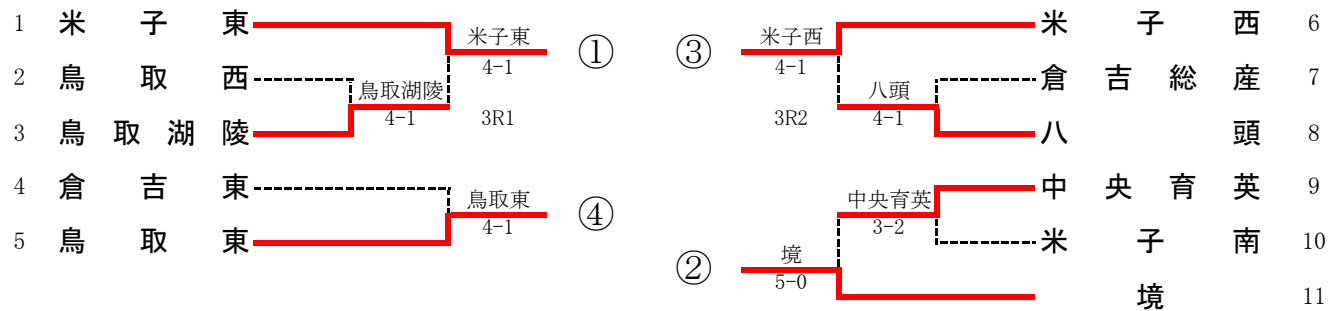 1 米子東 米子東 ① ③ 米子西 米子西 6
4-1 4-1
2 鳥取西 鳥取湖陵 八頭 倉吉総産 7
4-1 3R1 3R2 4-1
3 鳥取湖陵 八頭 8
4 倉吉東 鳥取東 ④ 中央育英 中央育英 9
4-1 3-2
5 鳥取東 米子南 10
② 境
5-0
境 11